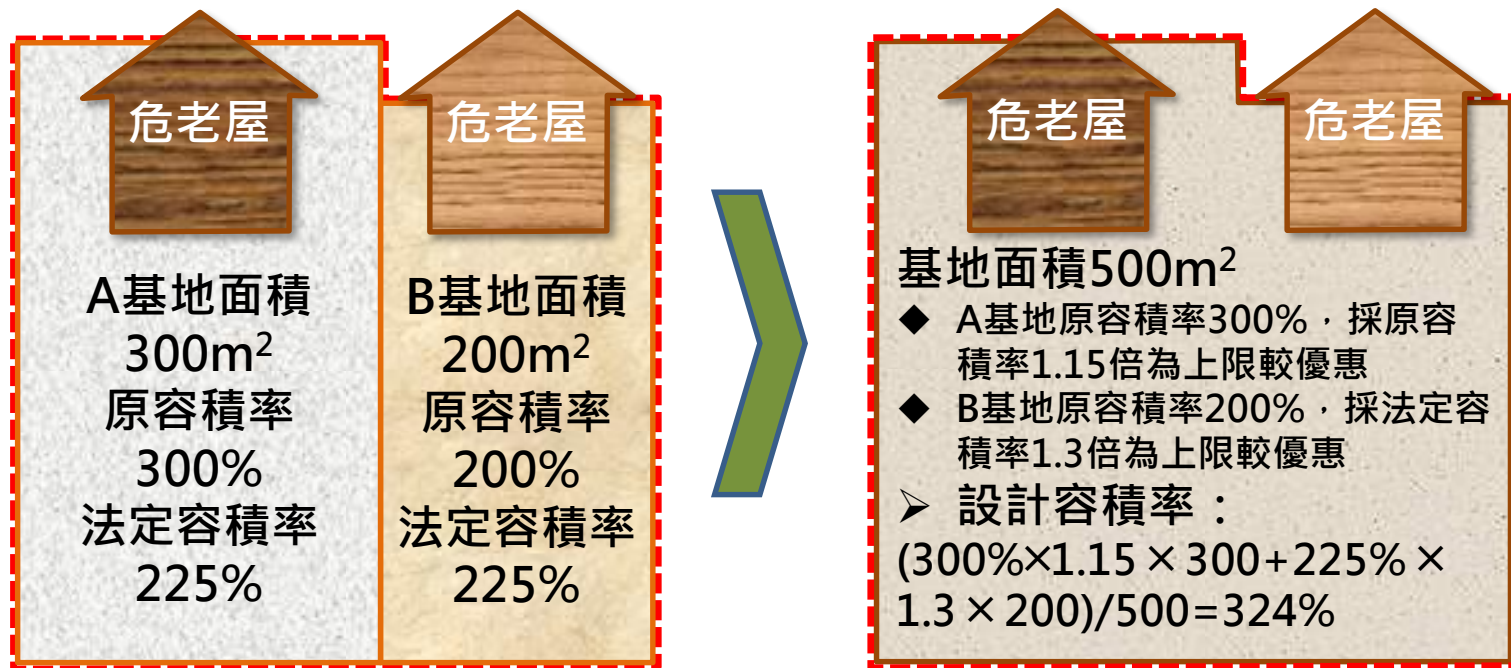 危老屋
A基地面積
300m²
原容積率
300%
法定容積率
225%
危老屋
B基地面積
200m²
原容積率
200%
法定容積率
225%
危老屋
危老屋
基地面積500m²
◆ A基地原容積率300%，採原容
積率1.15倍為上限較優惠
◆ B基地原容積率200%，採法定容
積率1.3倍為上限較優惠
➢ 設計容積率：
(300%×1.15×300+225%×
1.3×200)/500=324%